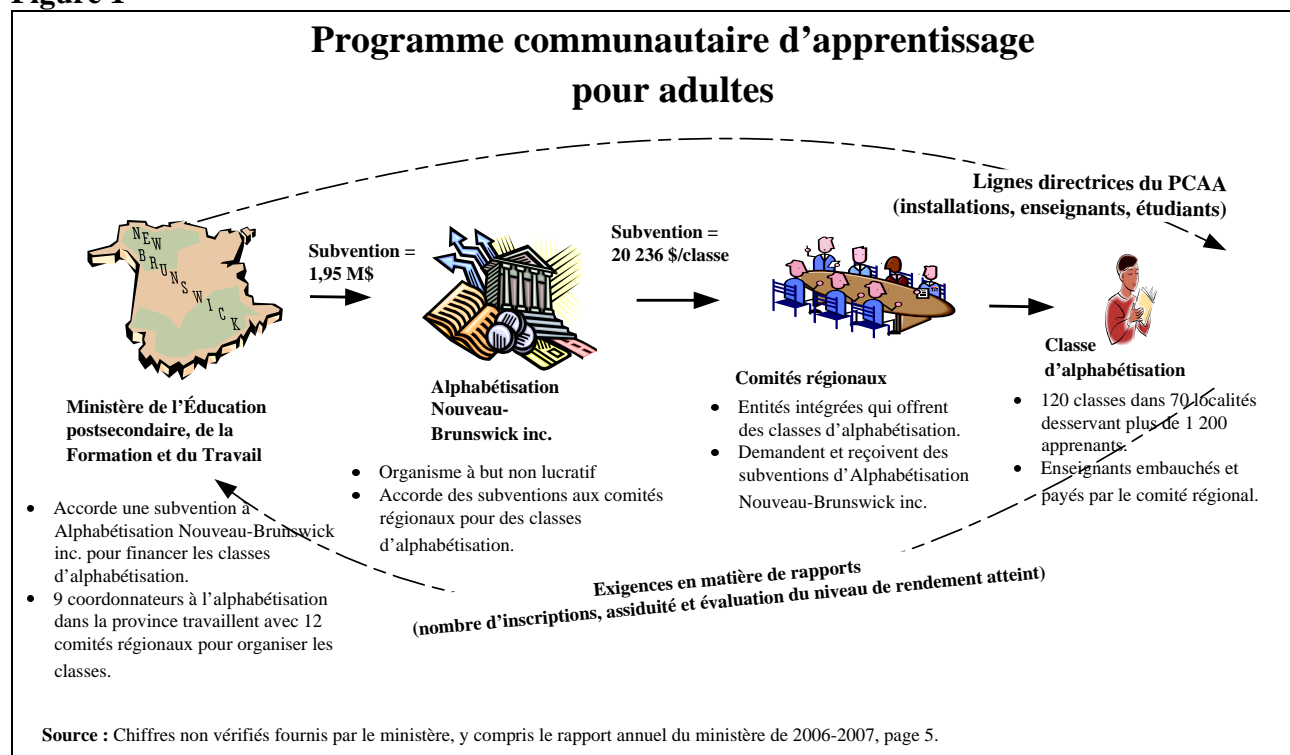 Figure 1
Programme communautaire d’apprentissage
pour adultes
Lignes directrices du PCAA
(installations, enseignants, étudiants)
NEW
BRUNSWICK
Subvention =
1,95 M$
Subvention =
20 236 $/classe
Ministère de l’Éducation
postsecondaire, de la
Formation et du Travail
• Accorde une subvention à
Alphabétisation Nouveau-Brunswick
inc. pour financer les classes
d’alphabétisation.
• 9 coordonnateurs à l’alphabétisation
dans la province travaillent avec 12
comités régionaux pour organiser les
classes.
Alphabétisation
Nouveau-
Brunswick inc.
• Organisme à but non lucratif
• Accorde des subventions aux comités
régionaux pour des classes
d’alphabétisation.
Comités régionaux
• Entités intégrées qui offrent
des classes d’alphabétisation.
• Demandent et reçoivent des
subventions d’Alphabétisation
Nouveau-Brunswick inc.
Classe
d’alphabétisation
• 120 classes dans 70 localités
desservant plus de 1 200
apprenants.
• Enseignants embauchés et
payés par le comité régional.
Exigences en matière de rapports
(nombre d’inscriptions, assiduité et évaluation du niveau de rendement atteint)
Source : Chiffres non vérifiés fournis par le ministère, y compris le rapport annuel du ministère de 2006-2007, page 5.